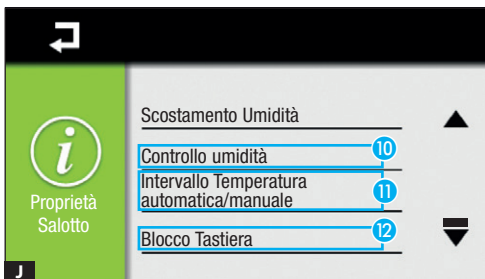 Scostamento Umidità
Controllo umidità
10
Intervallo Temperatura
automatica/manuale
11
Blocco Tastiera
12
i
Proprietà
Salotto
J